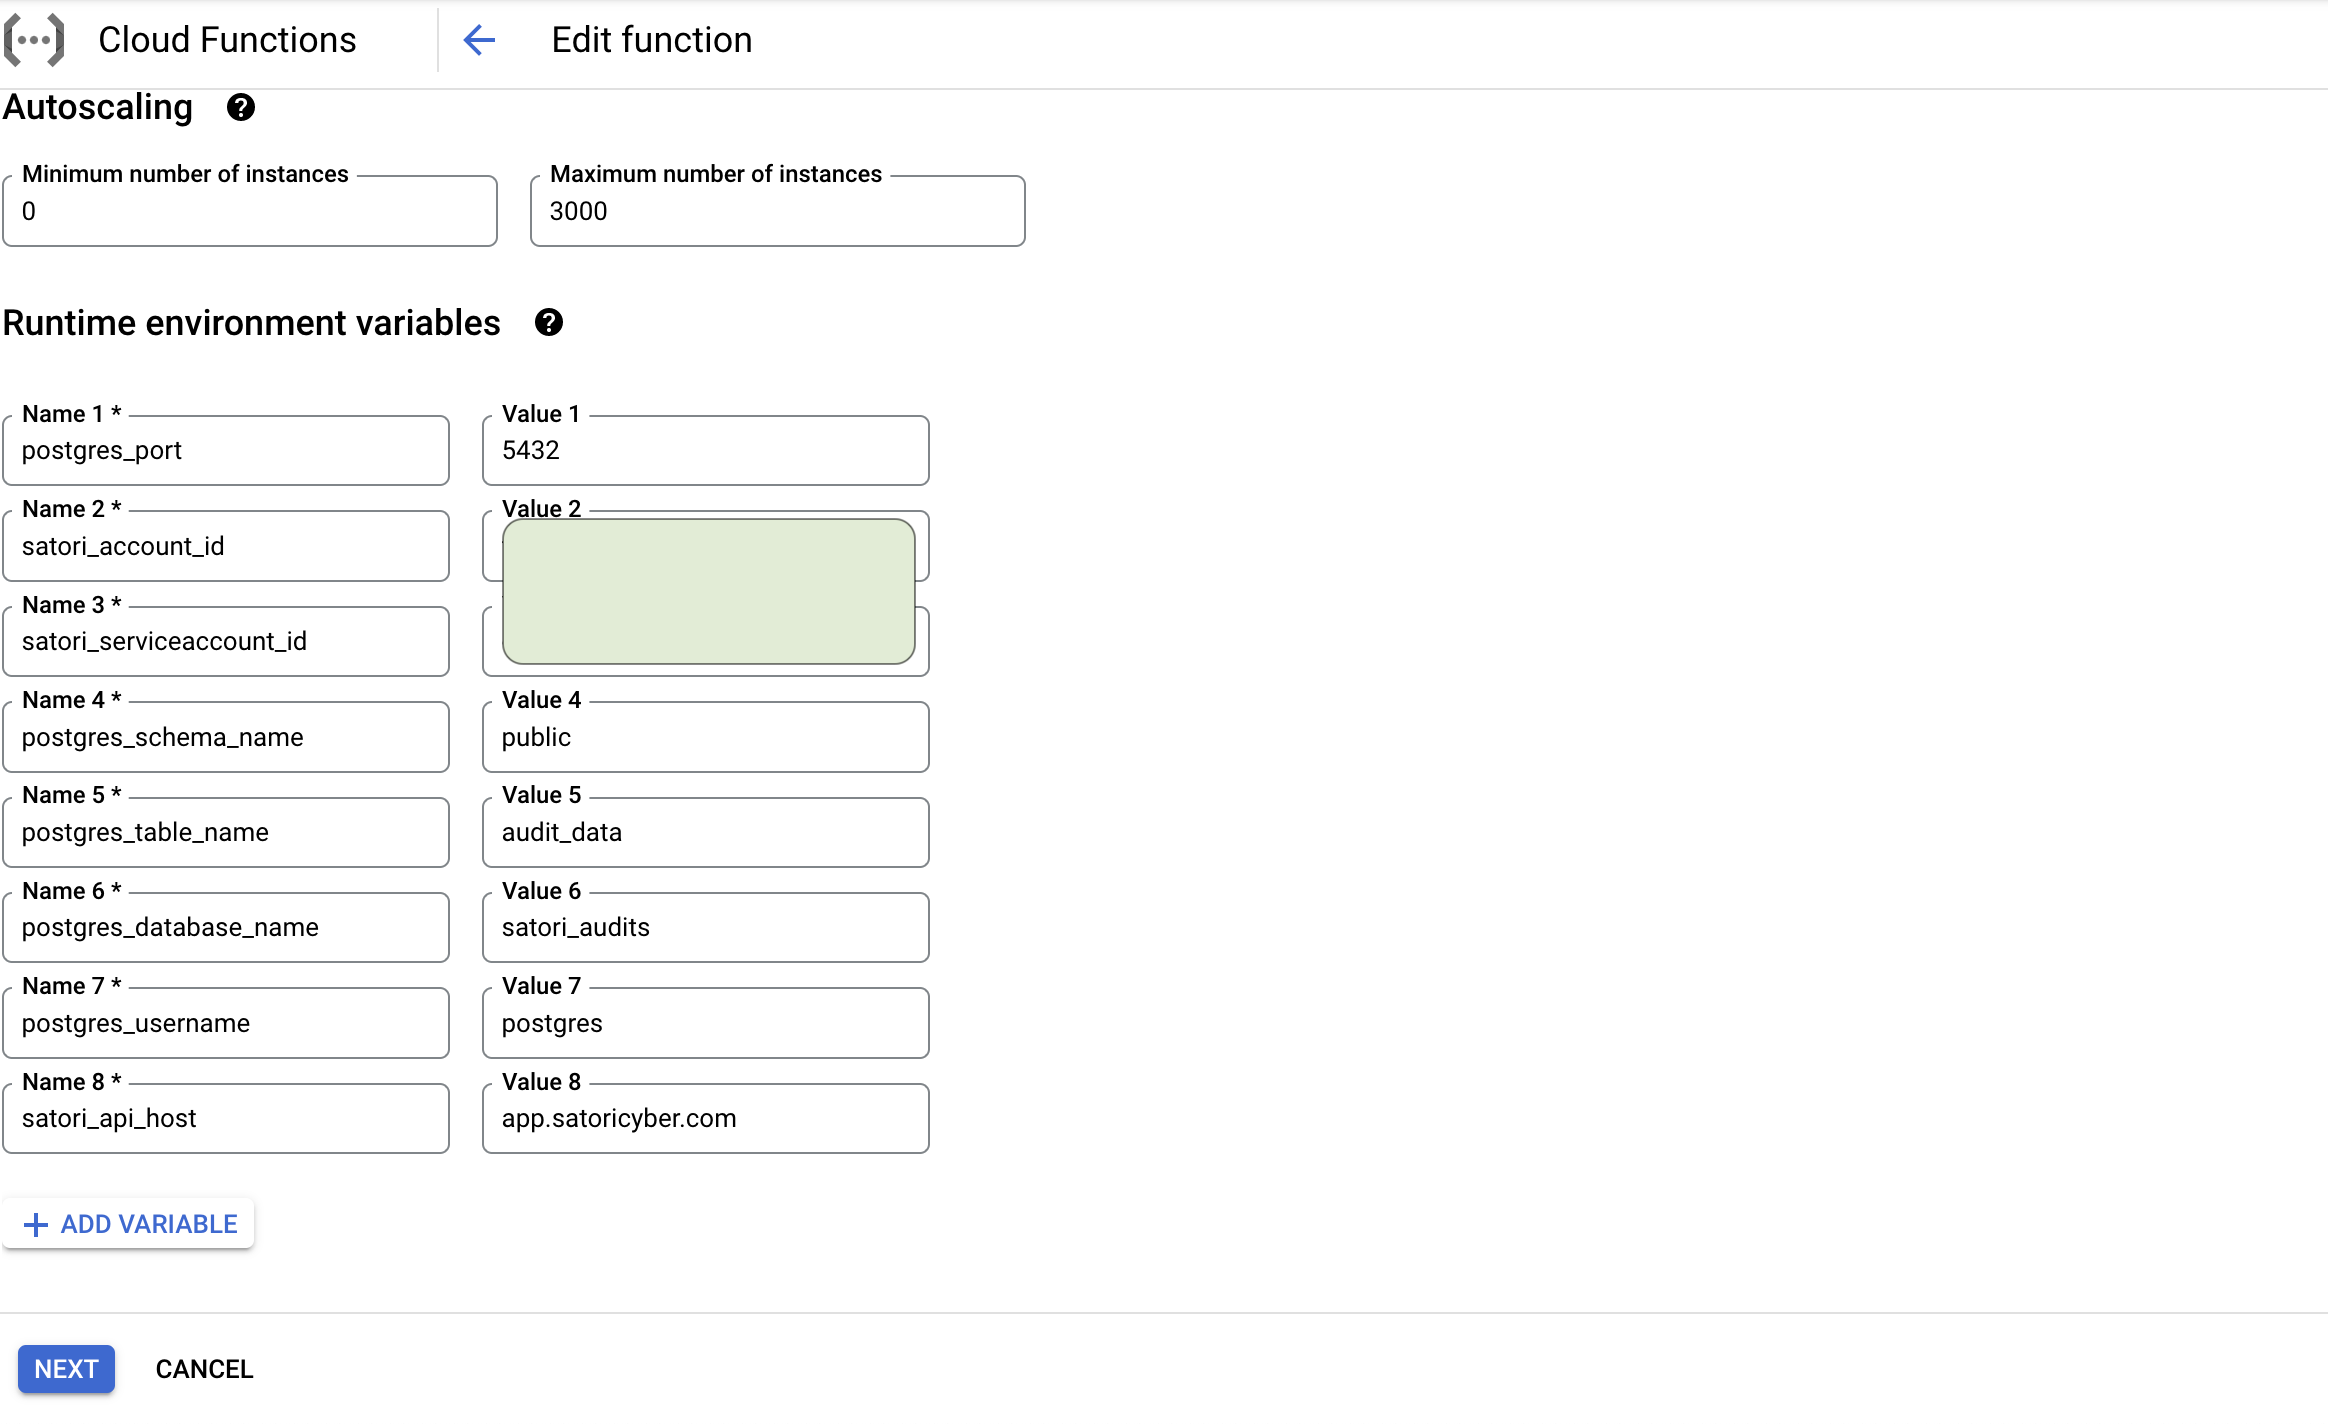 Cloud Functions
Edit function
Autoscaling
Minimum number of instances
0
Maximum number of instances
3000
Runtime environment variables
Name 1 *
postgres_port
Value 1
5432
Name 2 *
satori_account_id
Value 2
Name 3 *
satori_serviceaccount_id
Name 4 *
postgres_schema_name
Value 4
public
Name 5 *
postgres_table_name
Value 5
audit_data
Name 6 *
postgres_database_name
Value 6
satori_audits
Name 7 *
postgres_username
Value 7
postgres
Name 8 *
satori_api_host
Value 8
app.satoricyber.com
ADD VARIABLE
NEXT
CANCEL